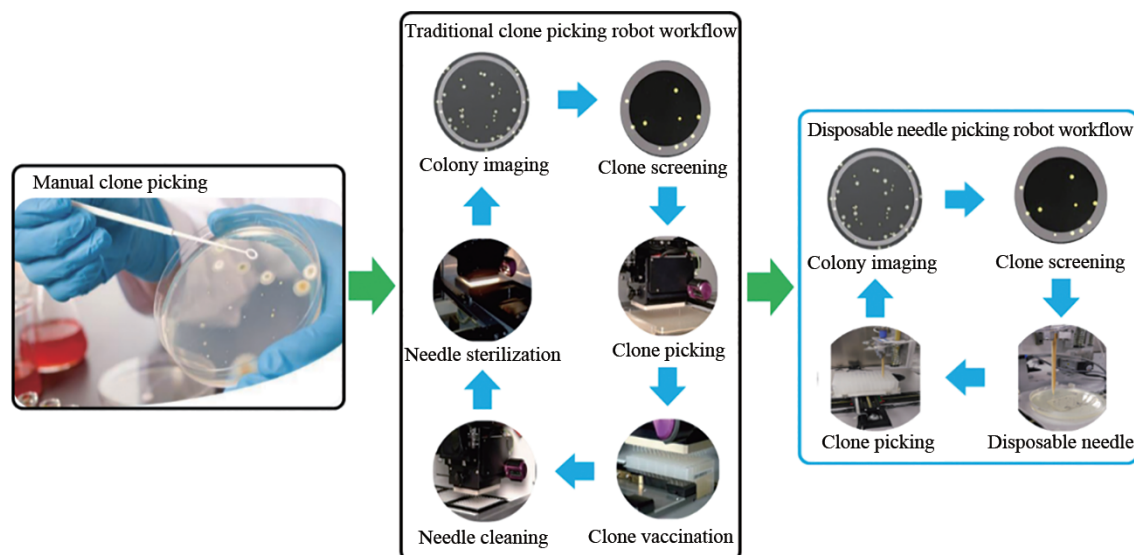 Manual clone picking
Traditional clone picking robot workflow
Colony imaging
Clone screening
Needle sterilization
Clone picking
Needle cleaning
Clone vaccination
Disposable needle picking robot workflow
Colony imaging
Clone screening
Clone picking
Disposable needle